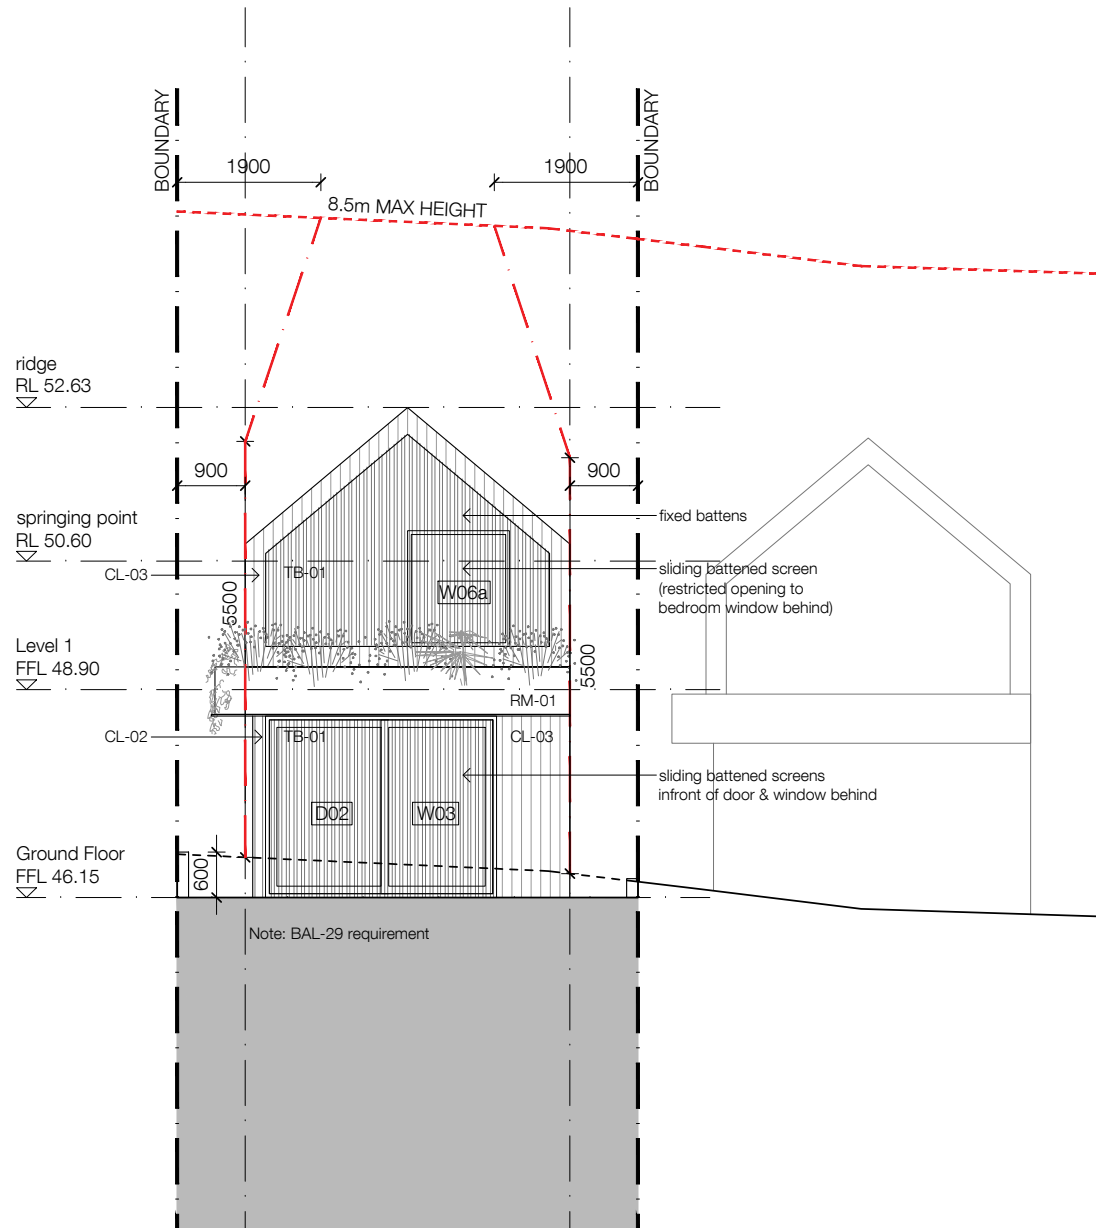 BOUNDARY
BOUNDARY
1900
1900
8.5m MAX HEIGHT
ridge
RL 52.63
900
900
springing point
RL 50.60
fixed battens
CL-03
TB-01
sliding battened screen
(restricted opening to
bedroom window behind)
W06a
5500
Level 1
FFL 48.90
5500
RM-01
CL-02
TB-01
CL-03
sliding battened screens
infront of door & window behind
D02
W03
Ground Floor
FFL 46.15
600
Note: BAL-29 requirement